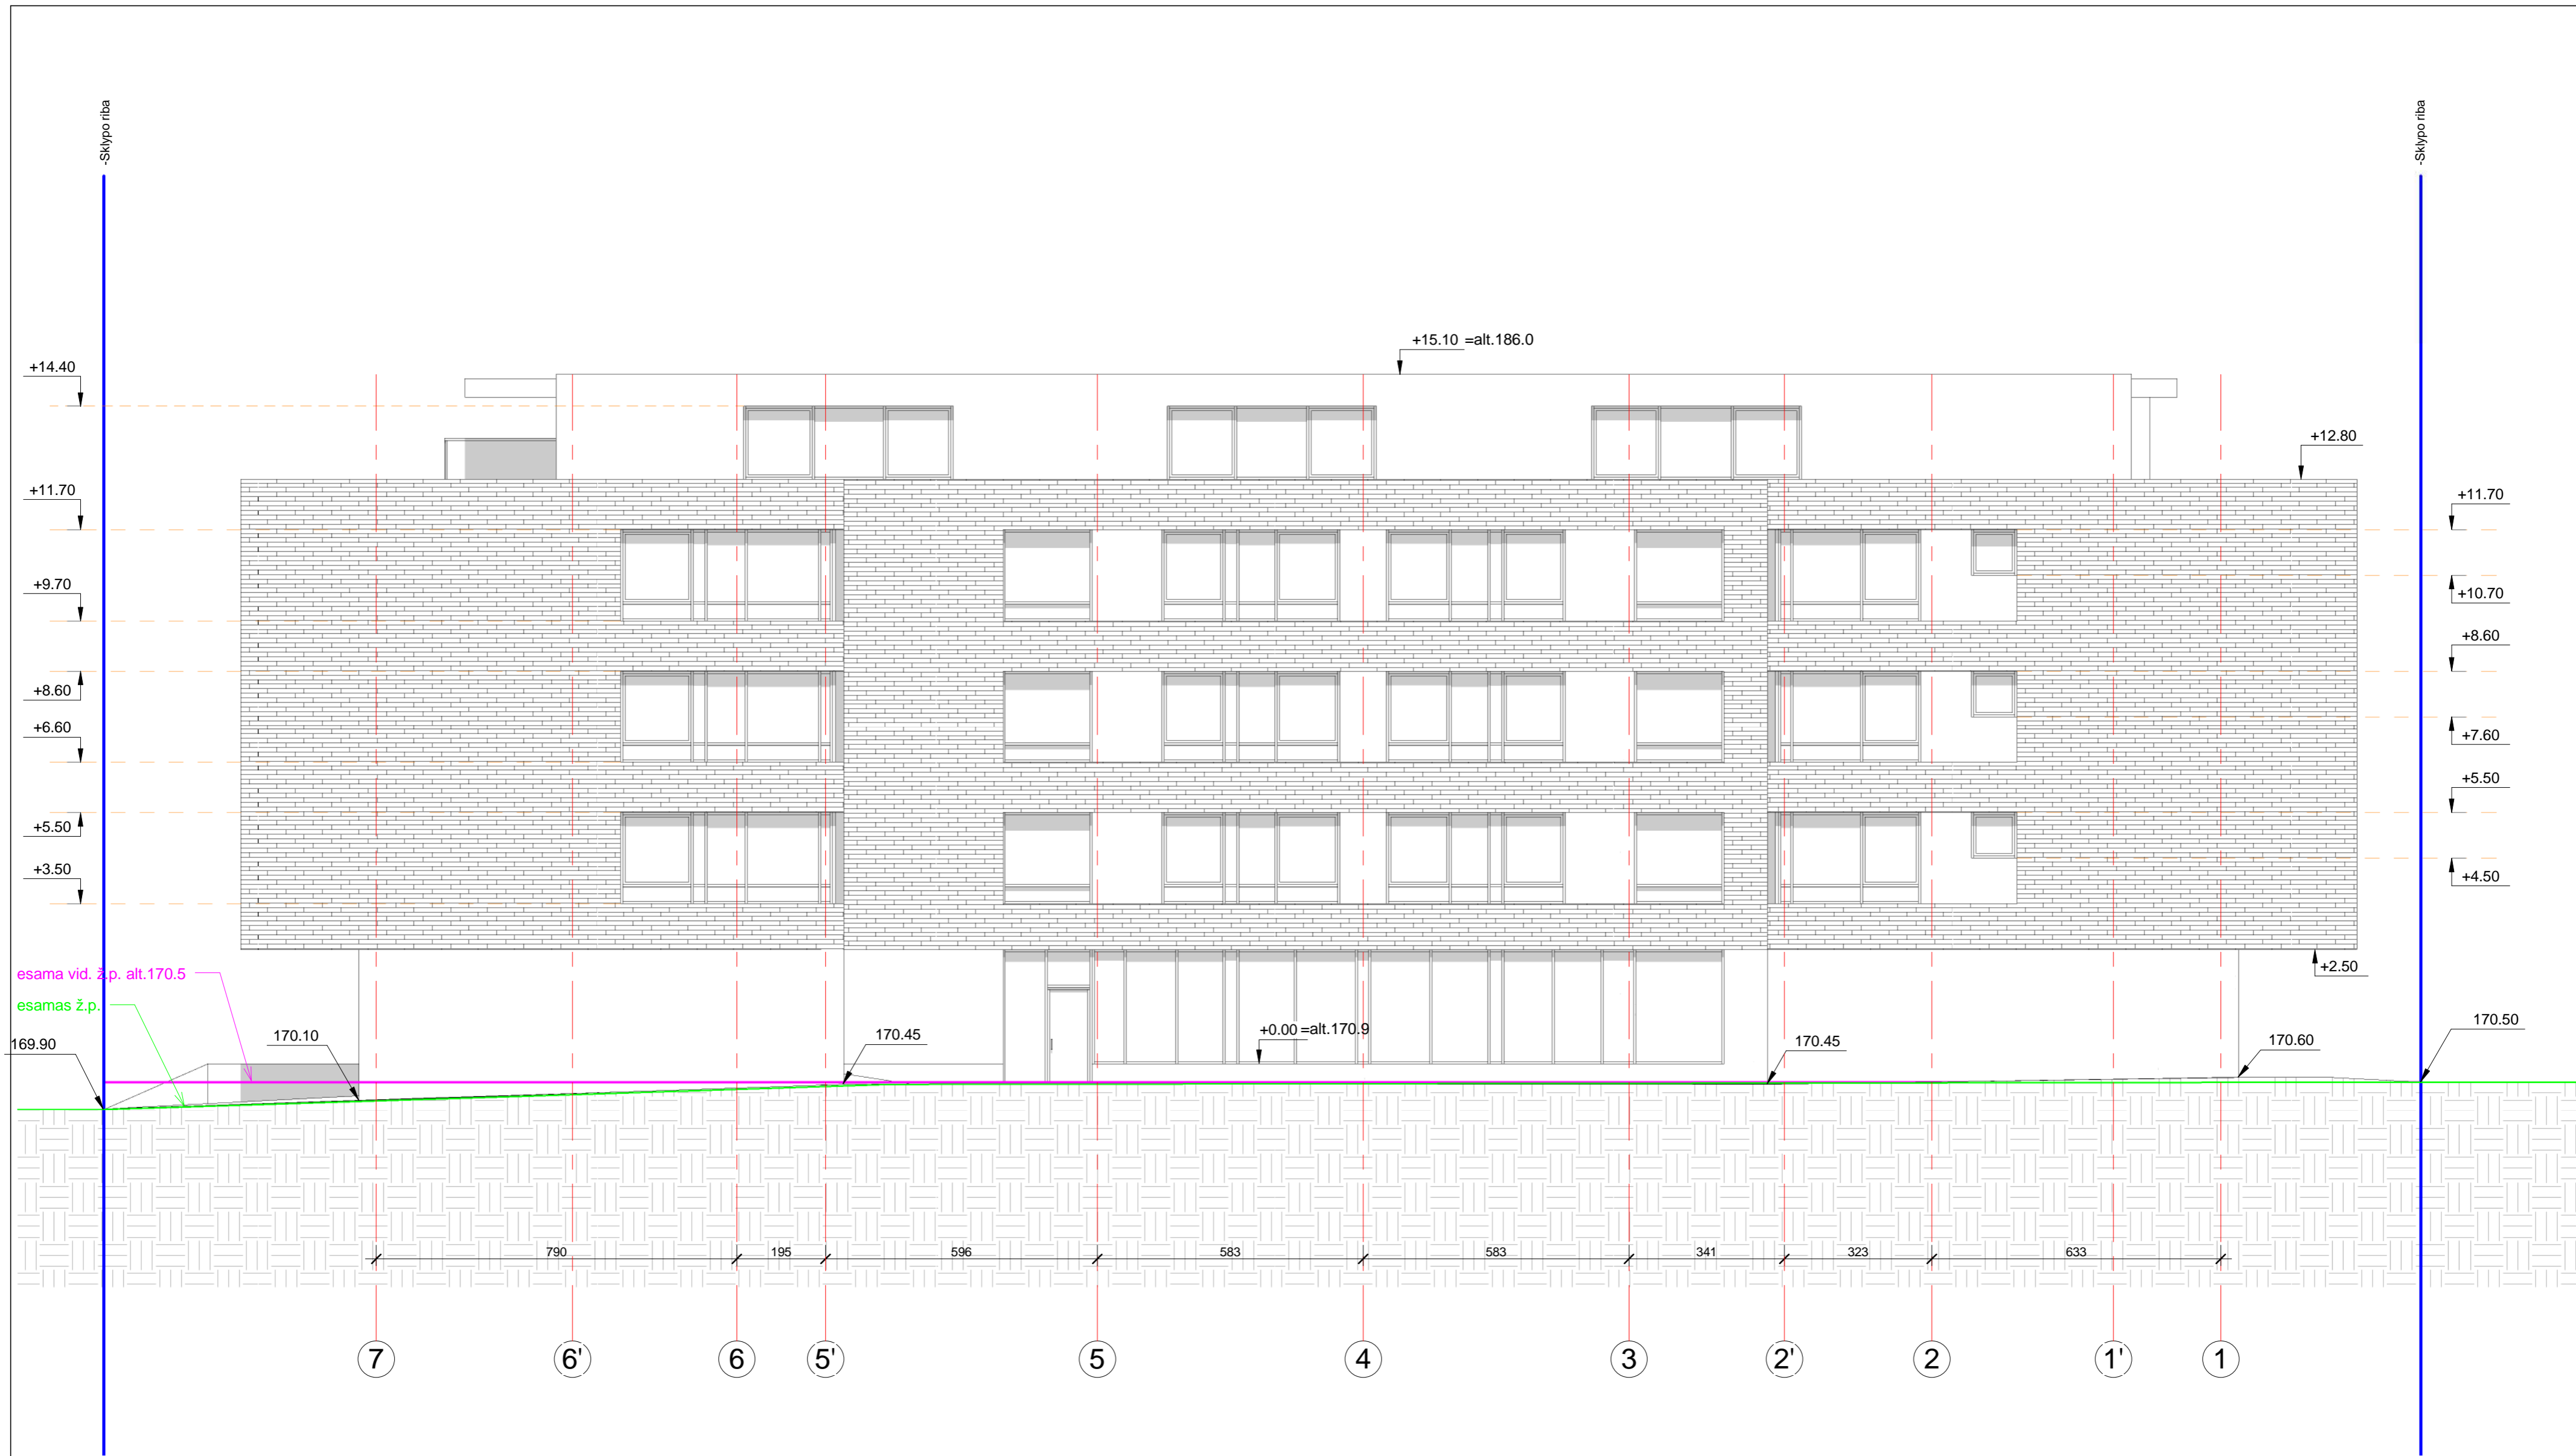 -Sklypo riba
-Sklypo riba
+15.10 =alt.186.0
+14.40
+12.80
+11.70
+11.70
+9.70
+10.70
+8.60
+8.60
+6.60
+7.60
+5.50
+5.50
+3.50
+4.50
+2.50
esama vid. ž.p. alt.170.5
esamas ž.p.
169.90
170.10
170.45
+0.00 =alt.170.9
170.45
170.60
170.50
790 195 596 583 583 341 323 633
7 6' 6 5' 5 4 3 2' 2 1' 1